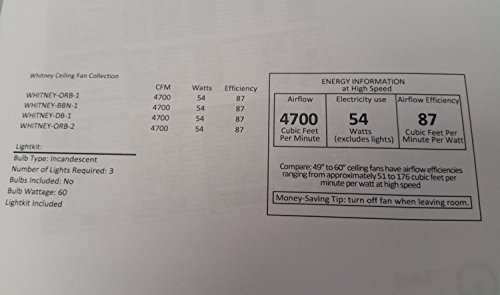 Whitney Ceiling Fan Collection
CFM Watts Efficiency
WHITNEY-ORB-1 4700 54 87
WHITNEY-BBN-1 4700 54 87
WHITNEY-DB-1 4700 54 87
WHITNEY-ORB-2 4700 54 87
Lightkit:
Bulb Type: Incandescent
Number of Lights Required: 3
Bulbs Included: No
Bulb Wattage: 60
Lightkit Included
ENERGY INFORMATION
at High Speed
Airflow Electricity use Airflow Efficiency
4700 54 87
Cubic Feet Watts Cubic Feet Per
Per Minute (excludes lights) Minute Per Watt
Compare: 49" to 60" ceiling fans have airflow efficiencies
ranging from approximately 51 to 176 cubic feet per
minute per watt at high speed
Money-Saving Tip: turn off fan when leaving room.